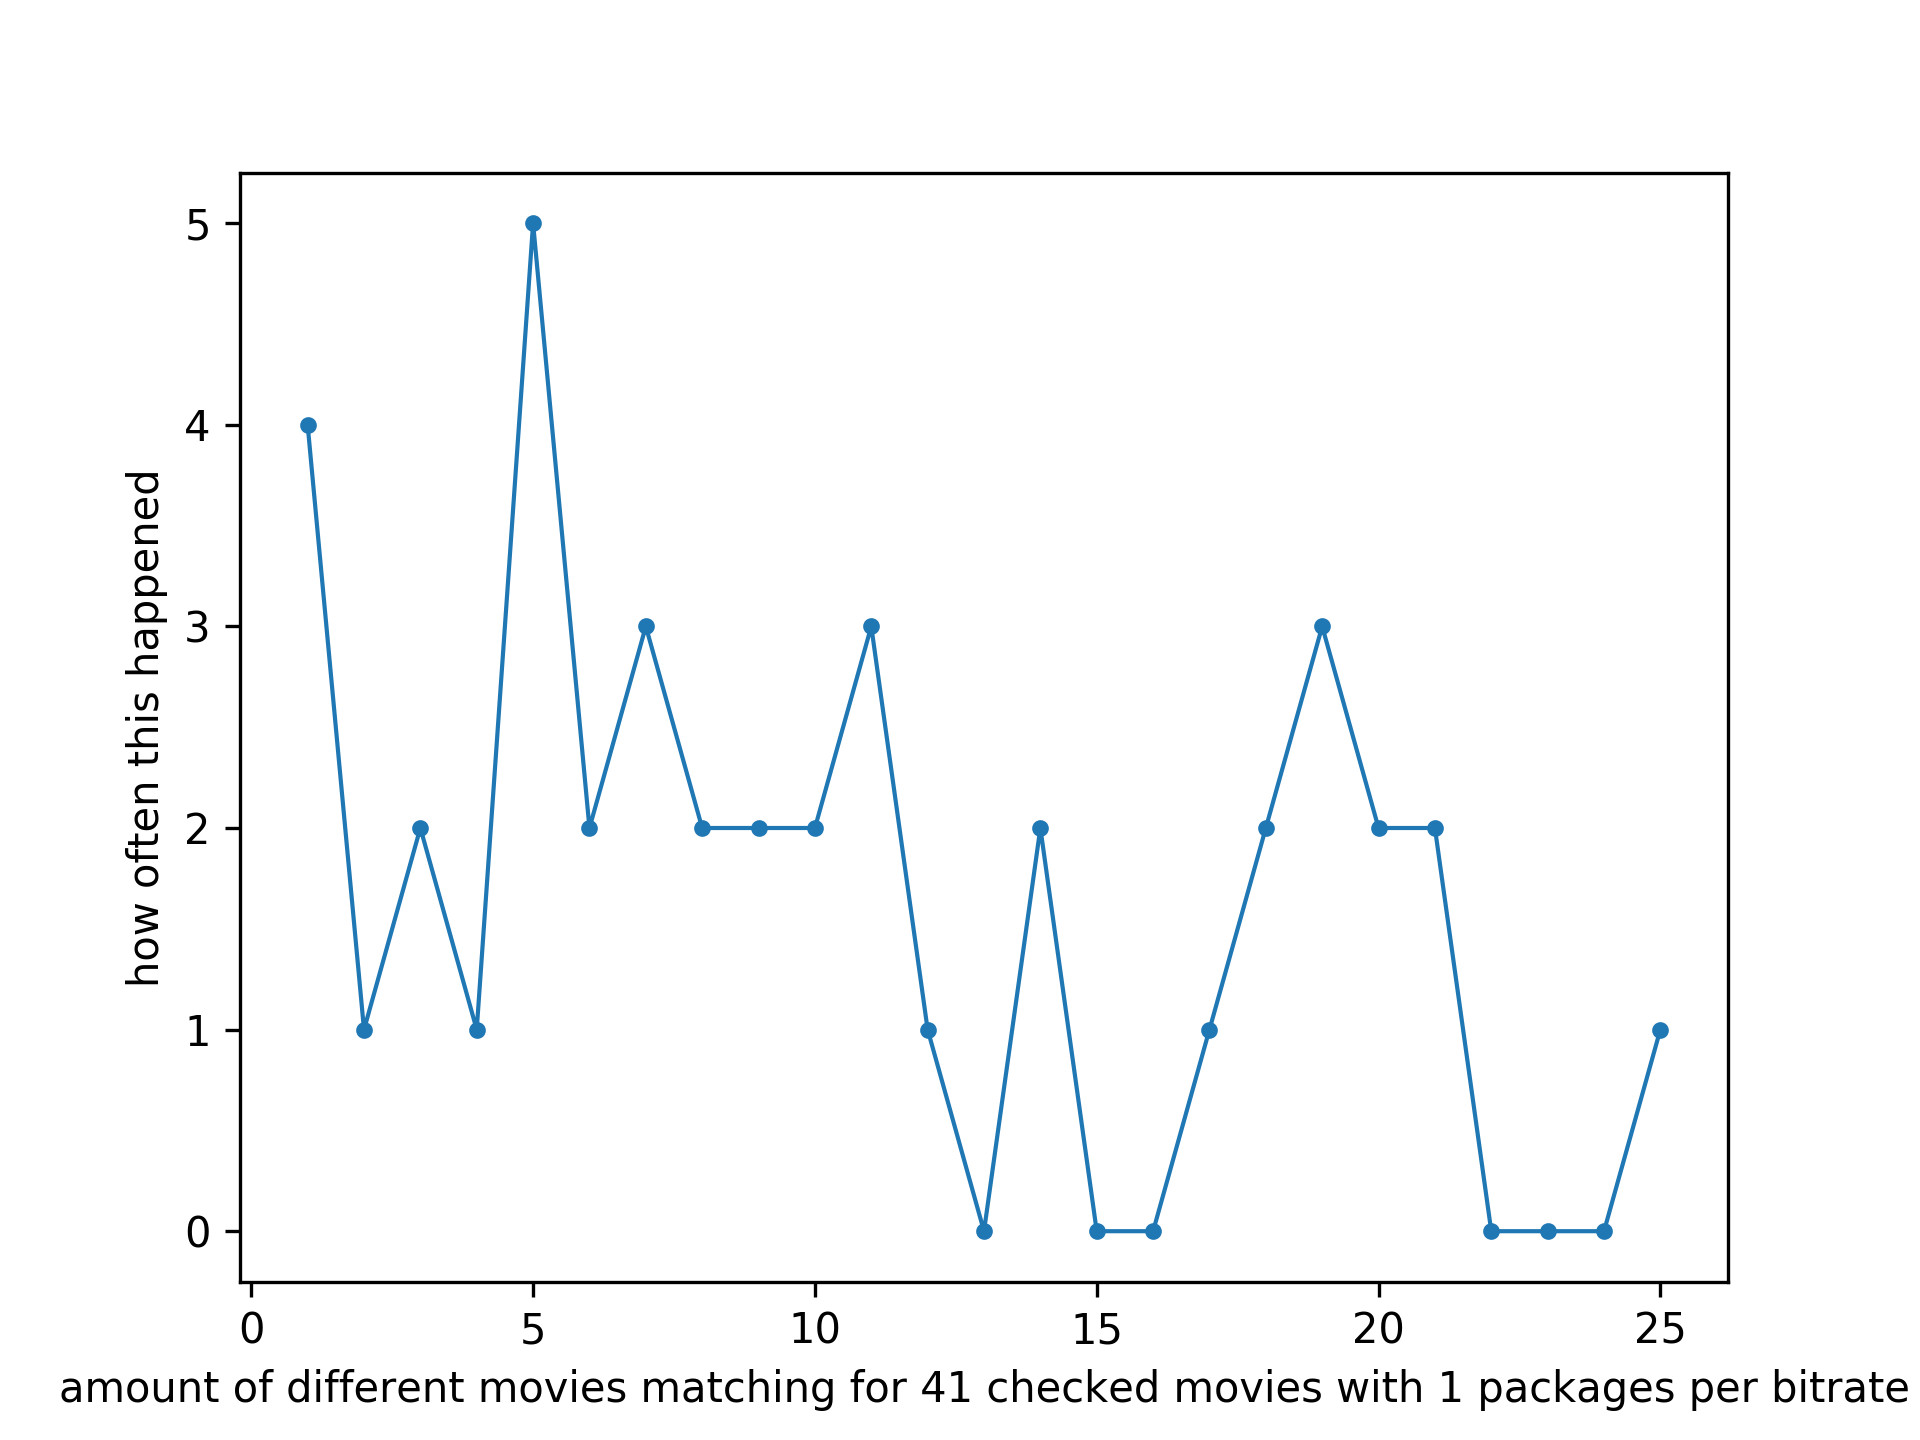 how often this happened
5
4
3
2
1
0
0 5 10 15 20 25
amount of different movies matching for 41 checked movies with 1 packages per bitrate